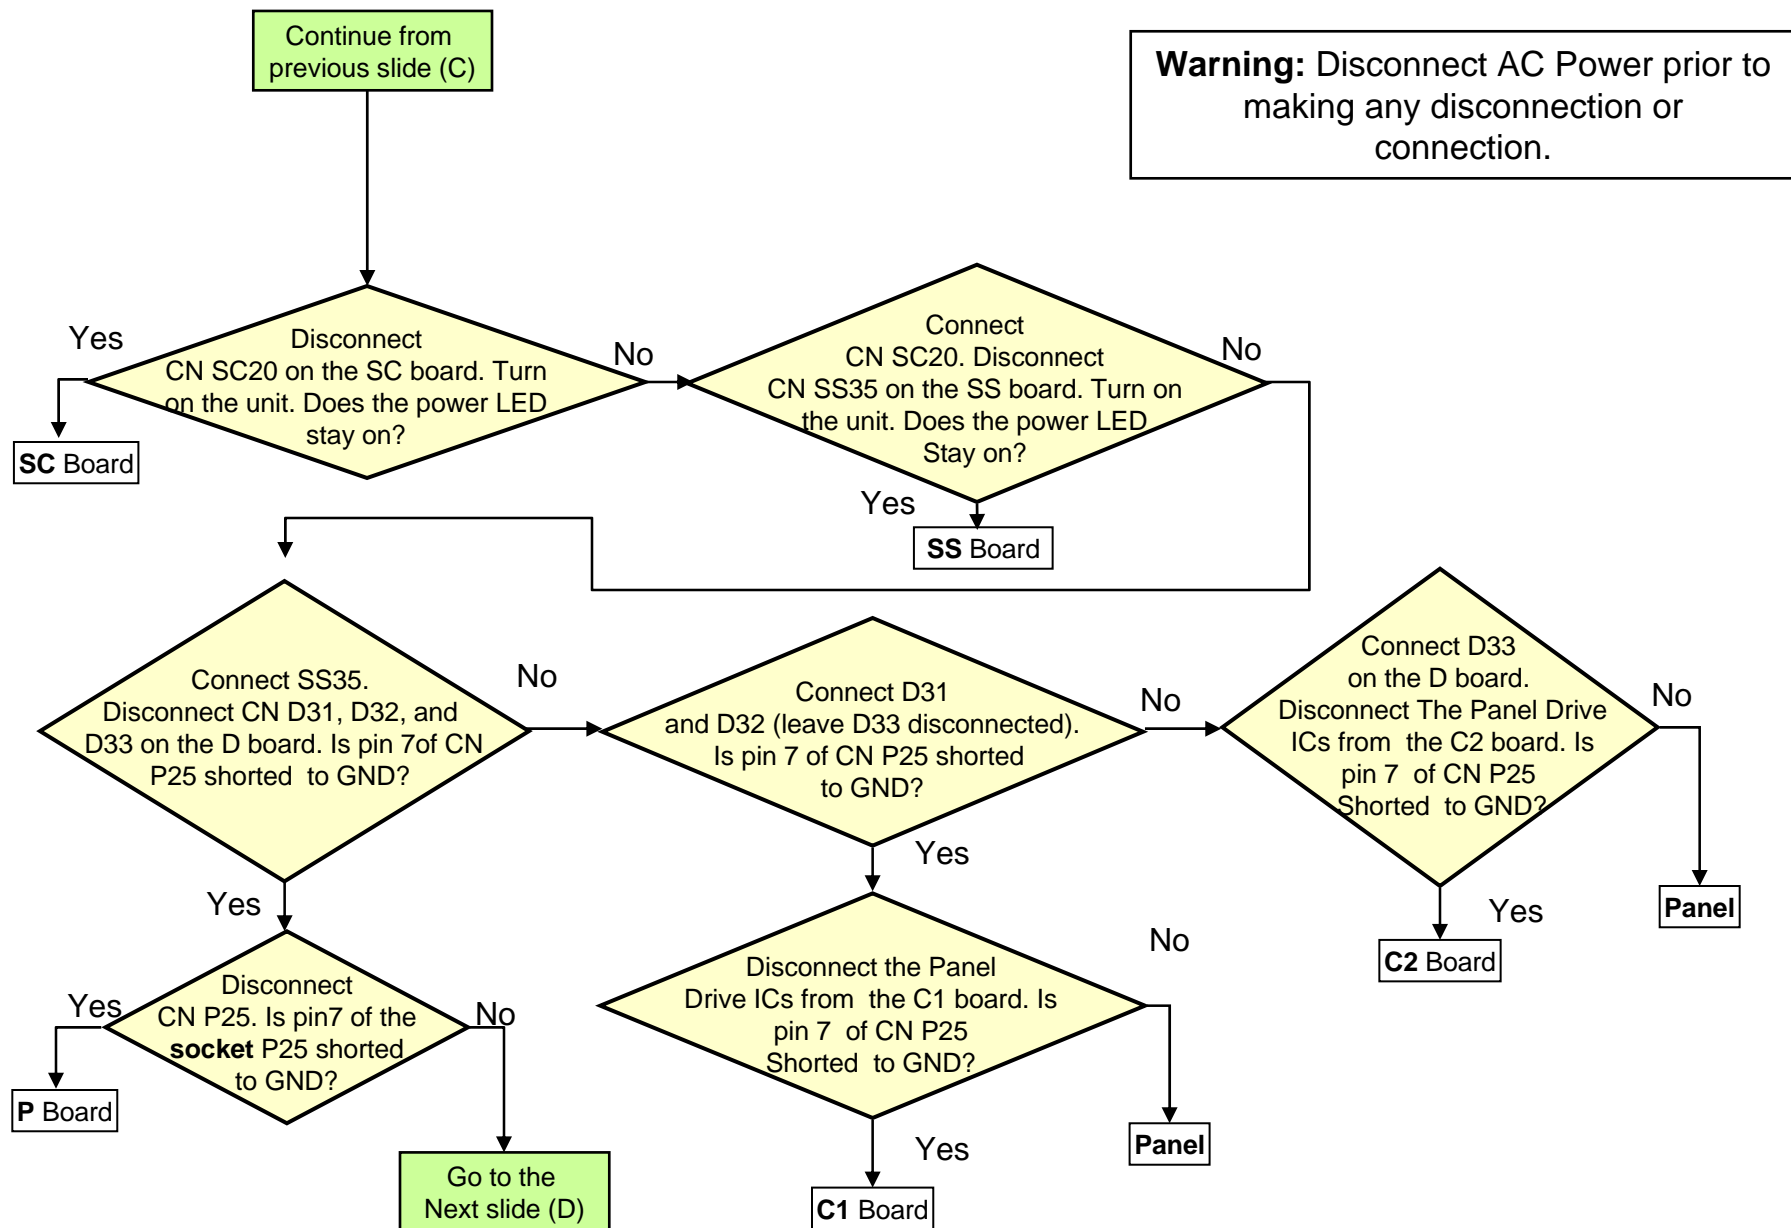 Continue from
previous slide (C)
Warning: Disconnect AC Power prior to
making any disconnection or
connection.
Yes
Disconnect
CN SC20 on the SC board. Turn
on the unit. Does the power LED
stay on?
No
Connect
CN SC20. Disconnect
CN SS35 on the SS board. Turn on
the unit. Does the power LED
Stay on?
No
SC Board
Yes
SS Board
Connect SS35.
Disconnect CN D31, D32, and
D33 on the D board. Is pin 7of CN
P25 shorted  to GND?
No
Connect D31
and D32 (leave D33 disconnected).
Is pin 7 of CN P25 shorted
to GND?
No
Connect D33
on the D board.
Disconnect The Panel Drive
ICs from  the C2 board. Is
pin 7  of CN P25
Shorted  to GND?
No
Yes
Yes
Yes
Panel
C2 Board
Yes
Disconnect
CN P25. Is pin7 of the
socket P25 shorted
to GND?
No
Disconnect the Panel
Drive ICs from  the C1 board. Is
pin 7  of CN P25
Shorted  to GND?
No
P Board
Yes
Panel
Go to the
Next slide (D)
C1 Board